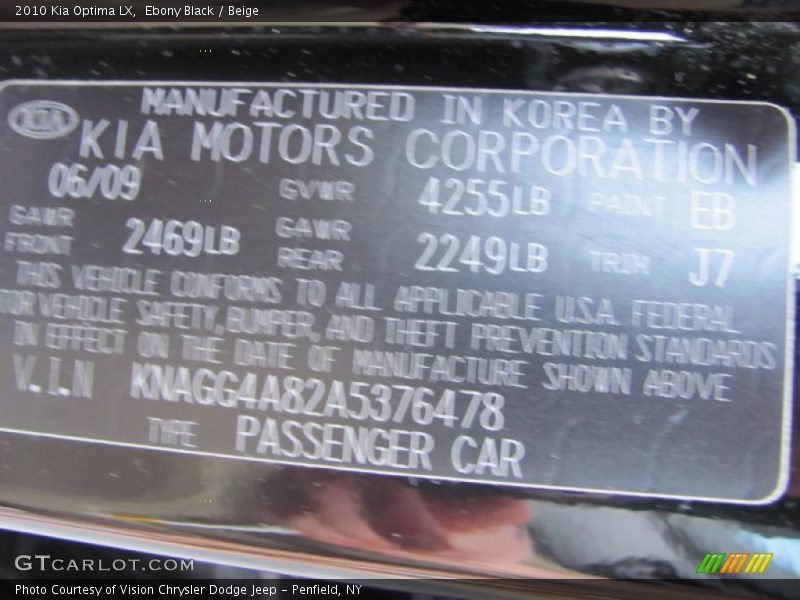 2010 Kia Optima LX, Ebony Black / Beige
MANUFACTURED IN KOREA BY
KIA
KIA MOTORS CORPORATION
06/09 GVWR 4255LB PAINT EB
GAWR FRONT 2469LB GAWR REAR 2249LB TRIM J7
THIS VEHICLE CONFORMS TO ALL APPLICABLE U.S.A. FEDERAL
TOR VEHICLE SAFETY, BUMPER, AND THEFT PREVENTION STANDARDS
IN EFFECT ON THE DATE OF MANUFACTURE SHOWN ABOVE
V.I.N KNAGG4A82A5376478
TYPE PASSENGER CAR
GTCARLOT.COM
Photo Courtesy of Vision Chrysler Dodge Jeep - Penfield, NY